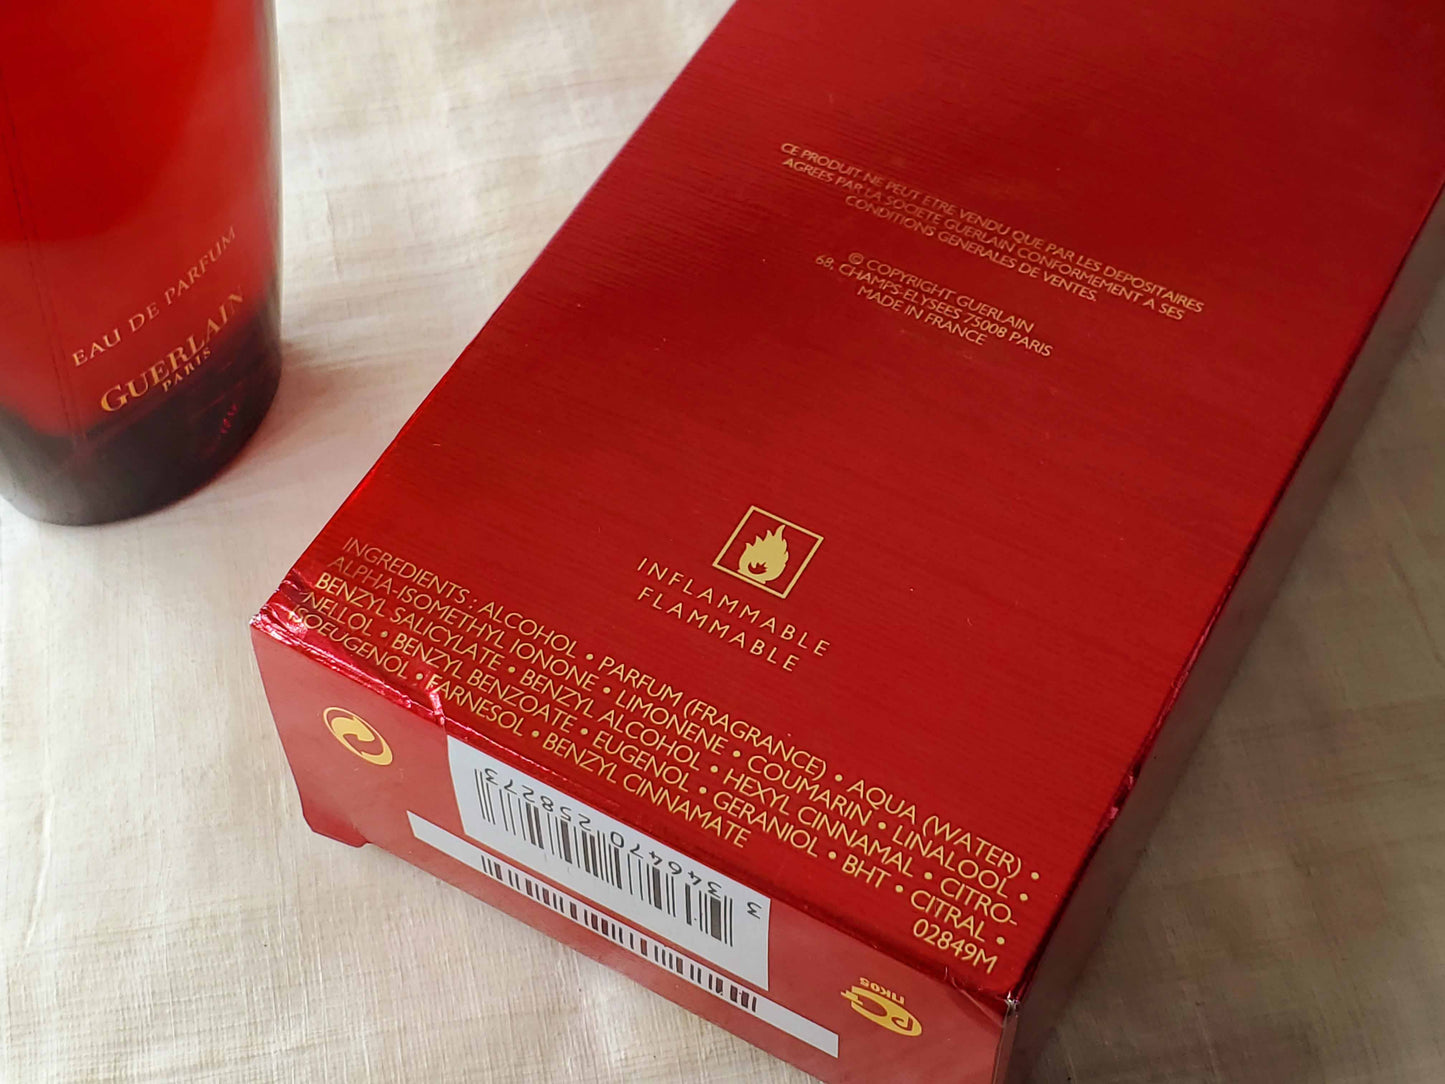 EAU DE PARFUM
GUERLAIN
PARIS
CE PRODUIT NE PEUT ETRE VENDU QUE PAR LES DEPOSITAIRES
AGREES PAR LA SOCIETE GUERLAIN CONFORMEMENT A SES
CONDITIONS GENERALES DE VENTES.
© COPYRIGHT GUERLAIN
68, CHAMPS-ELYSEES 75008 PARIS
MADE IN FRANCE
INFLAMMABLE
FLAMMABLE
INGREDIENTS : ALCOHOL • PARFUM (FRAGRANCE) • AQUA (WATER) •
ALPHA-ISOMETHYL IONONE • LIMONENE • COUMARIN • LINALOOL •
BENZYL SALICYLATE • BENZYL ALCOHOL • HEXYL CINNAMAL • CITRO-
NELLOL • BENZYL BENZOATE • EUGENOL • GERANIOL • BHT • CITRAL •
ISOEUGENOL • FARNESOL • BENZYL CINNAMATE
02849M
3 346470 258273